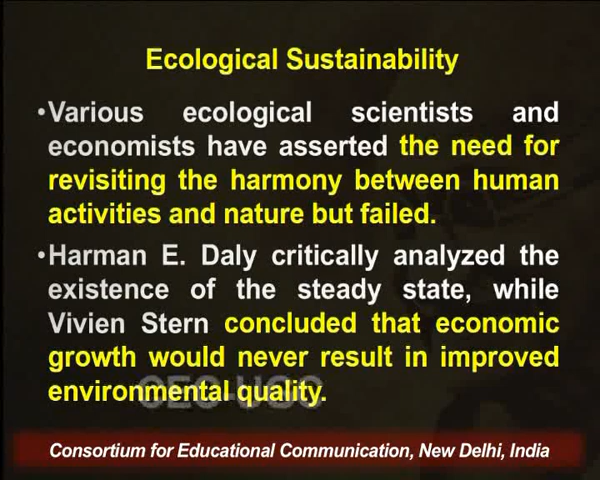 Ecological Sustainability
•Various ecological scientists and
economists have asserted the need for
revisiting the harmony between human
activities and nature but failed.
•Harman E. Daly critically analyzed the
existence of the steady state, while
Vivien Stern concluded that economic
growth would never result in improved
environmental quality.
CEC-UGC
Consortium for Educational Communication, New Delhi, India